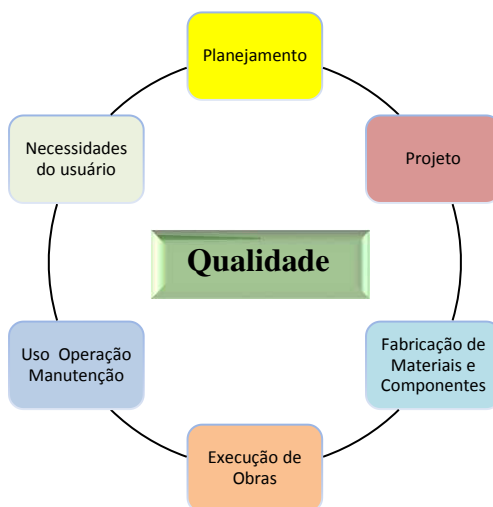 Planejamento
Necessidades
do usuário
Projeto
Qualidade
Uso Operação
Manutenção
Fabricação de
Materiais e
Componentes
Execução de
Obras